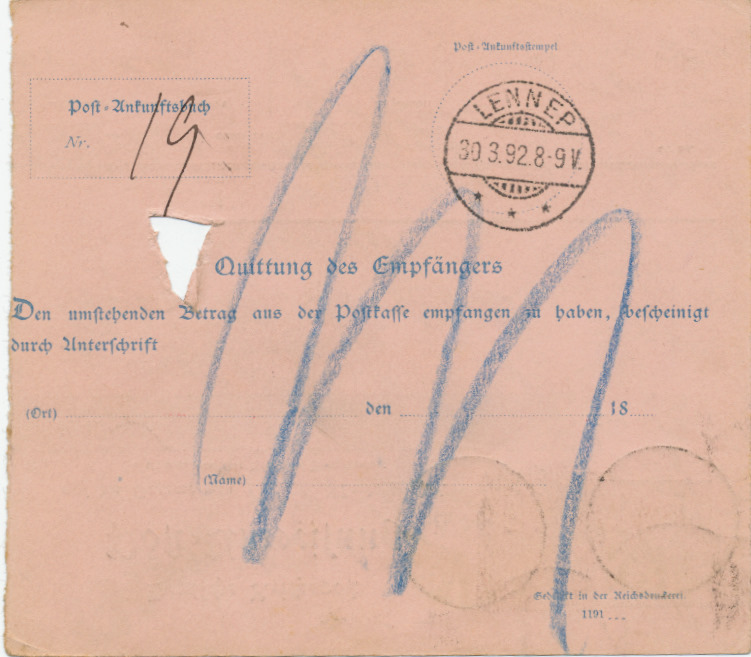 Post-Ankunftsstempel
Post-Ankunftsbuch
Nr. 19
LENNEP
30.3.92.8-9V.
Quittung des Empfängers
Den umstehenden Betrag aus der Postkasse empfangen zu haben, bescheinigt
durch Unterschrift
(Ort) den 18
(Name)
Gedruckt in der Reichsdruckerei
1191